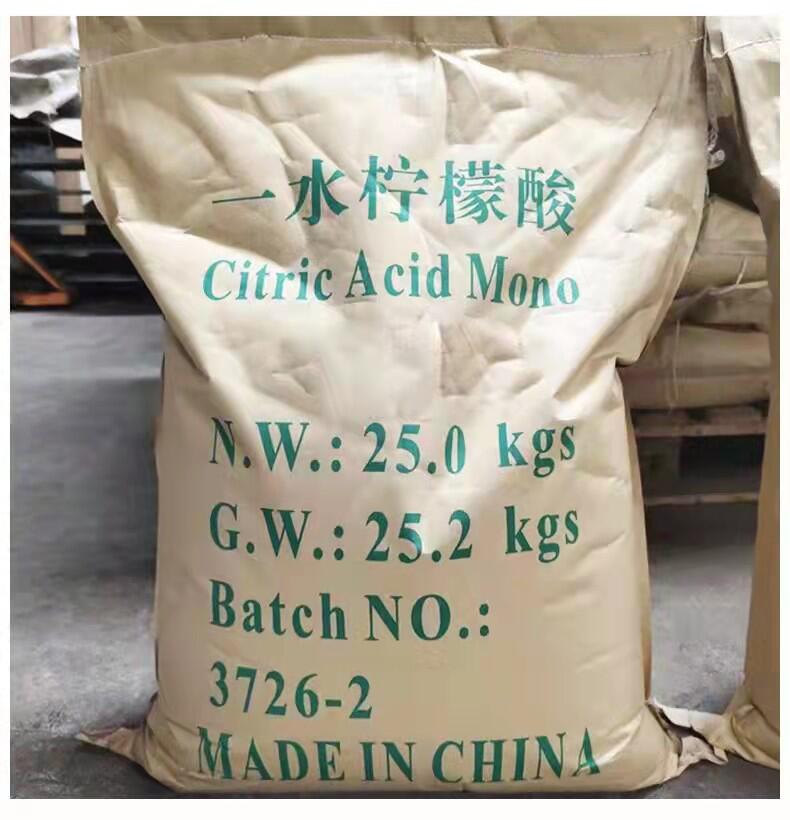 一水柠檬酸
Citric Acid Mono
N.W.: 25.0 kgs
G.W.: 25.2 kgs
Batch NO.:
3726-2
MADE IN CHINA